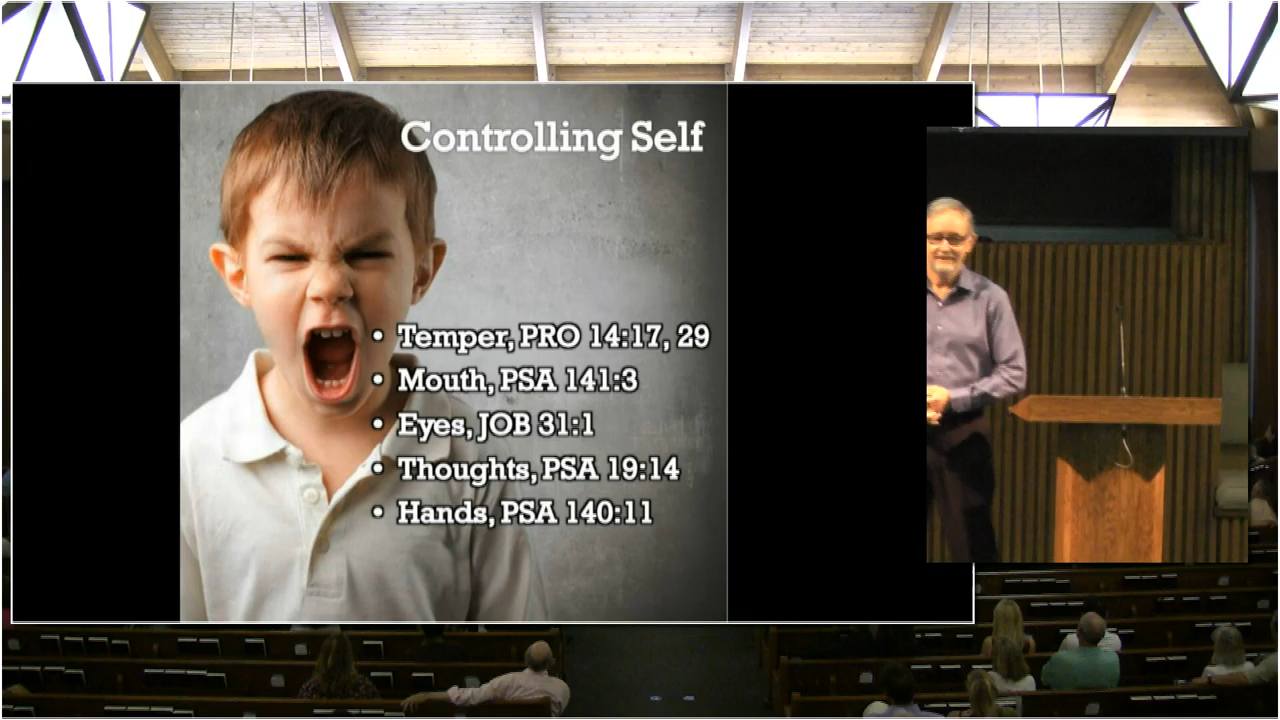 Controlling Self
• Temper, PRO 14:17, 29
• Mouth, PSA 141:3
• Eyes, JOB 31:1
• Thoughts, PSA 19:14
• Hands, PSA 140:11